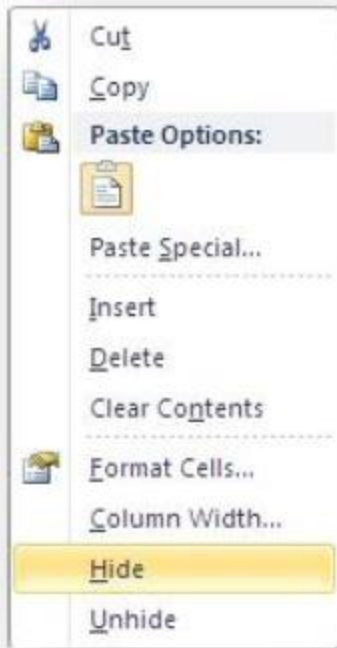 Cut
Copy
Paste Options:
Paste Special...
Insert
Delete
Clear Contents
Format Cells...
Column Width...
Hide
Unhide